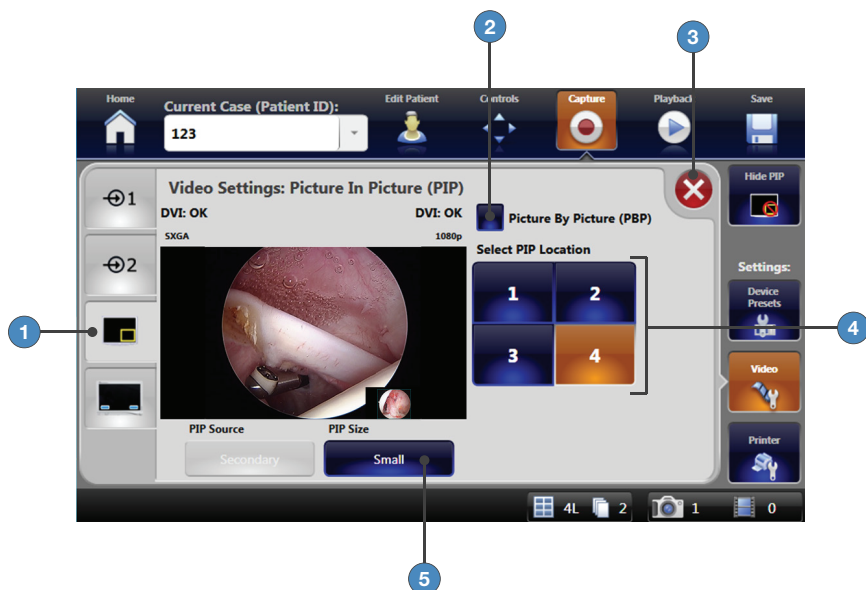 2
3
Home
Current Case (Patient ID):
Edit Patient
Controls
Capture
Playback
Save
123
1
Video Settings: Picture In Picture (PIP)
Hide PIP
DVI: OK
DVI: OK
Picture By Picture (PBP)
SXGA
1080p
Select PIP Location
2
Settings:
1
2
Device
Presets
1
4
3
4
Video
PIP Source
PIP Size
Printer
Secondary
Small
4L
2
1
0
5